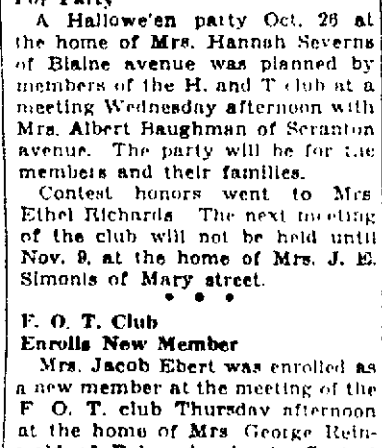 For Party
A Hallowe'en party Oct. 26 at
the home of Mrs. Hannah Severns
of Blaine avenue was planned by
members of the H. and T club at a
meeting Wednesday afternoon with
Mrs. Albert Baughman of Scranton
avenue. The party will be for the
members and their families.
Contest honors went to Mrs
Ethel Richards The next meeting
of the club will not be held until
Nov. 9, at the home of Mrs. J. E.
Simonis of Mary street.
• • •
F. O. T. Club
Enrolls New Member
Mrs. Jacob Ebert was enrolled as
a new member at the meeting of the
F O. T. club Thursday afternoon
at the home of Mrs George Rein-